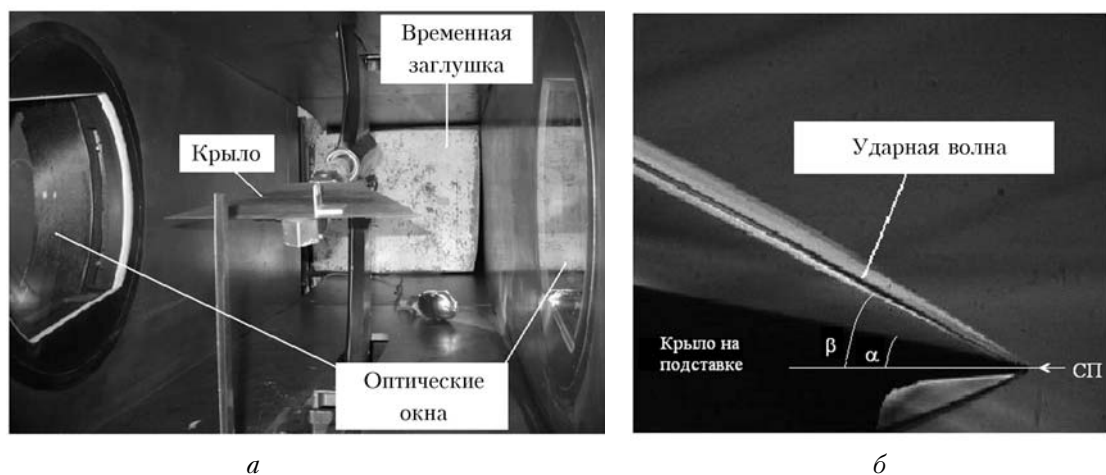 Временная
заглушка
Крыло
Оптические
окна
Ударная волна
Крыло на
подставке
β
α
СП
а
б